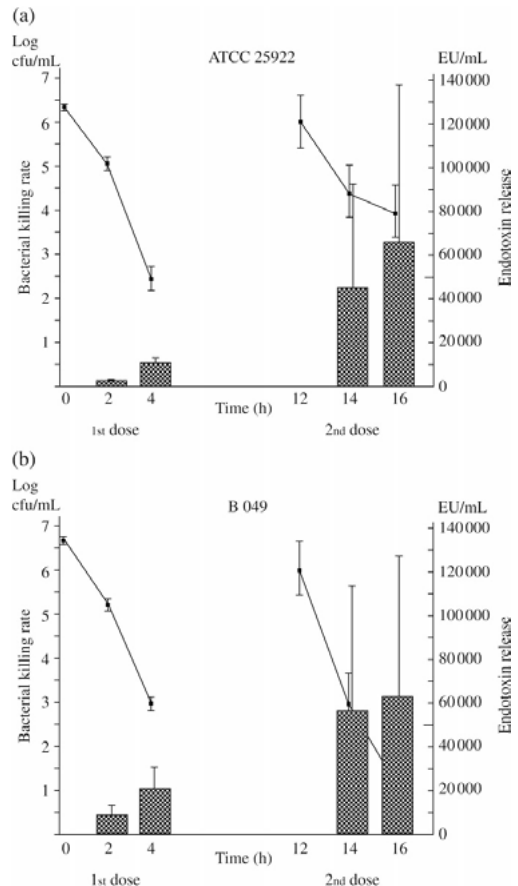 (a)
Log
cfu/mL
ATCC 25922
EU/mL
7
6
5
4
3
2
1
Bacterial killing rate
140000
120000
100000
80000
60000
40000
20000
0
Endotoxin release
0 2 4 12 14 16
Time (h)
1st dose 2nd dose
(b)
Log
cfu/mL
B 049
EU/mL
7
6
5
4
3
2
1
Bacterial killing rate
140000
120000
100000
80000
60000
40000
20000
0
Endotoxin release
0 2 4 12 14 16
Time (h)
1st dose 2nd dose